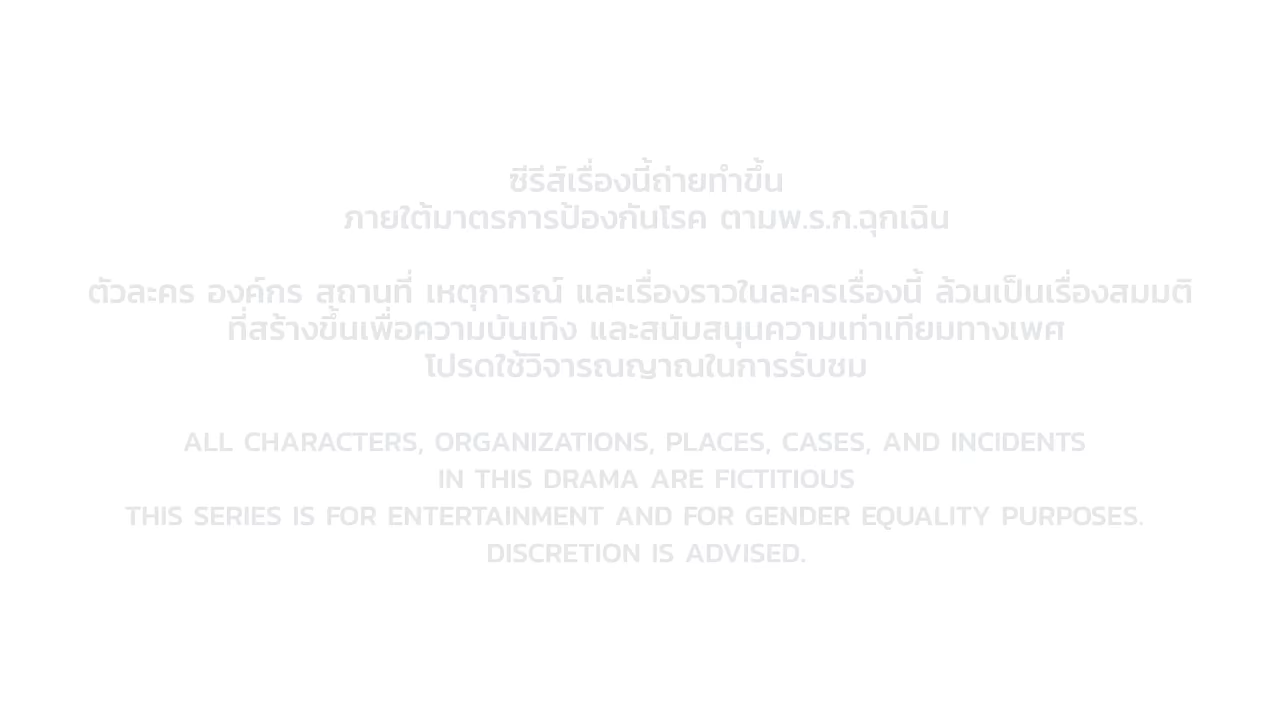 ซีรีส์เรื่องนี้ถ่ายทำขึ้น
ภายใต้มาตรการป้องกันโรค ตามพ.ร.ก.ฉุกเฉิน
ตัวละคร องค์กร สถานที่ เหตุการณ์ และเรื่องราวในละครเรื่องนี้ ล้วนเป็นเรื่องสมมติ
ที่สร้างขึ้นเพื่อความบันเทิง และสนับสนุนความเท่าเทียมทางเพศ
โปรดใช้วิจารณญาณในการรับชม
ALL CHARACTERS, ORGANIZATIONS, PLACES, CASES, AND INCIDENTS
IN THIS DRAMA ARE FICTITIOUS
THIS SERIES IS FOR ENTERTAINMENT AND FOR GENDER EQUALITY PURPOSES.
DISCRETION IS ADVISED.